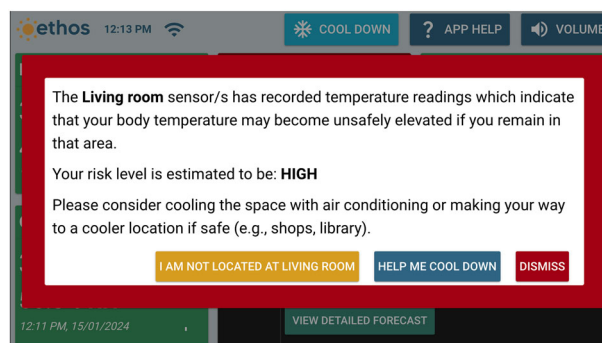 ethos 12:13 PM COOL DOWN ? APP HELP VOLUME
The Living room sensor/s has recorded temperature readings which indicate
that your body temperature may become unsafely elevated if you remain in
that area.
Your risk level is estimated to be: HIGH
Please consider cooling the space with air conditioning or making your way
to a cooler location if safe (e.g., shops, library).
I AM NOT LOCATED AT LIVING ROOM HELP ME COOL DOWN DISMISS
VIEW DETAILED FORECAST
12:11 PM, 15/01/2024